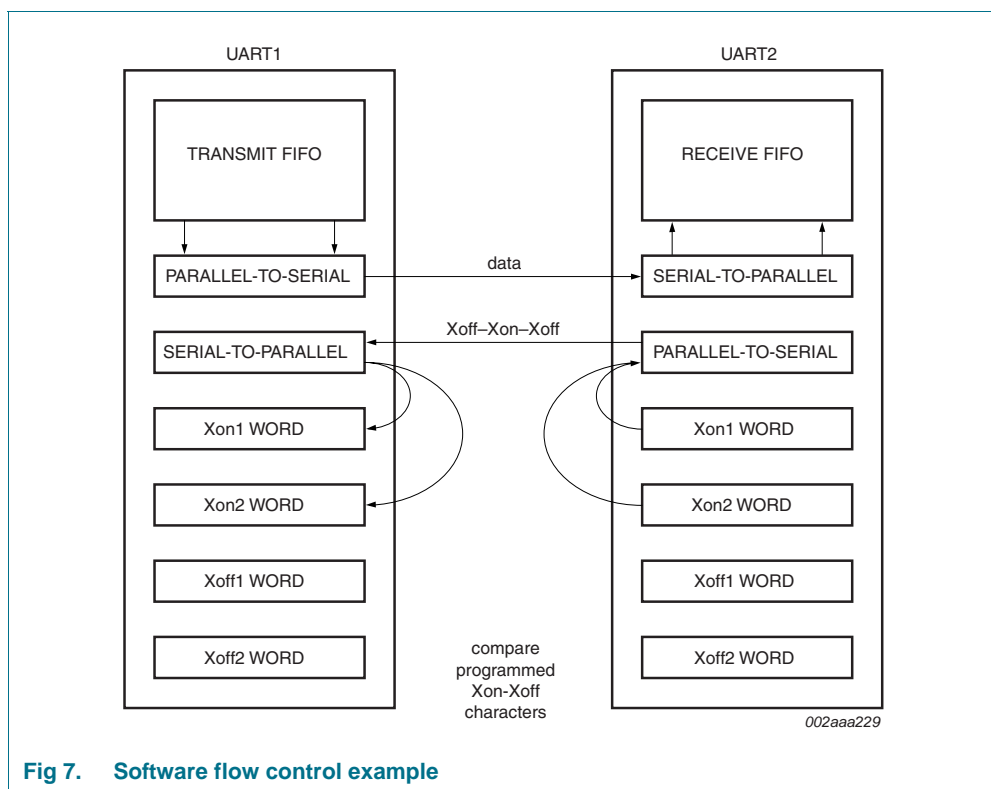 UART1
UART2
TRANSMIT FIFO
RECEIVE FIFO
PARALLEL-TO-SERIAL
data
SERIAL-TO-PARALLEL
Xoff–Xon–Xoff
SERIAL-TO-PARALLEL
PARALLEL-TO-SERIAL
Xon1 WORD
Xon1 WORD
Xon2 WORD
Xon2 WORD
Xoff1 WORD
Xoff1 WORD
Xoff2 WORD
compare
programmed
Xon-Xoff
characters
Xoff2 WORD
002aaa229
Fig 7. Software flow control example